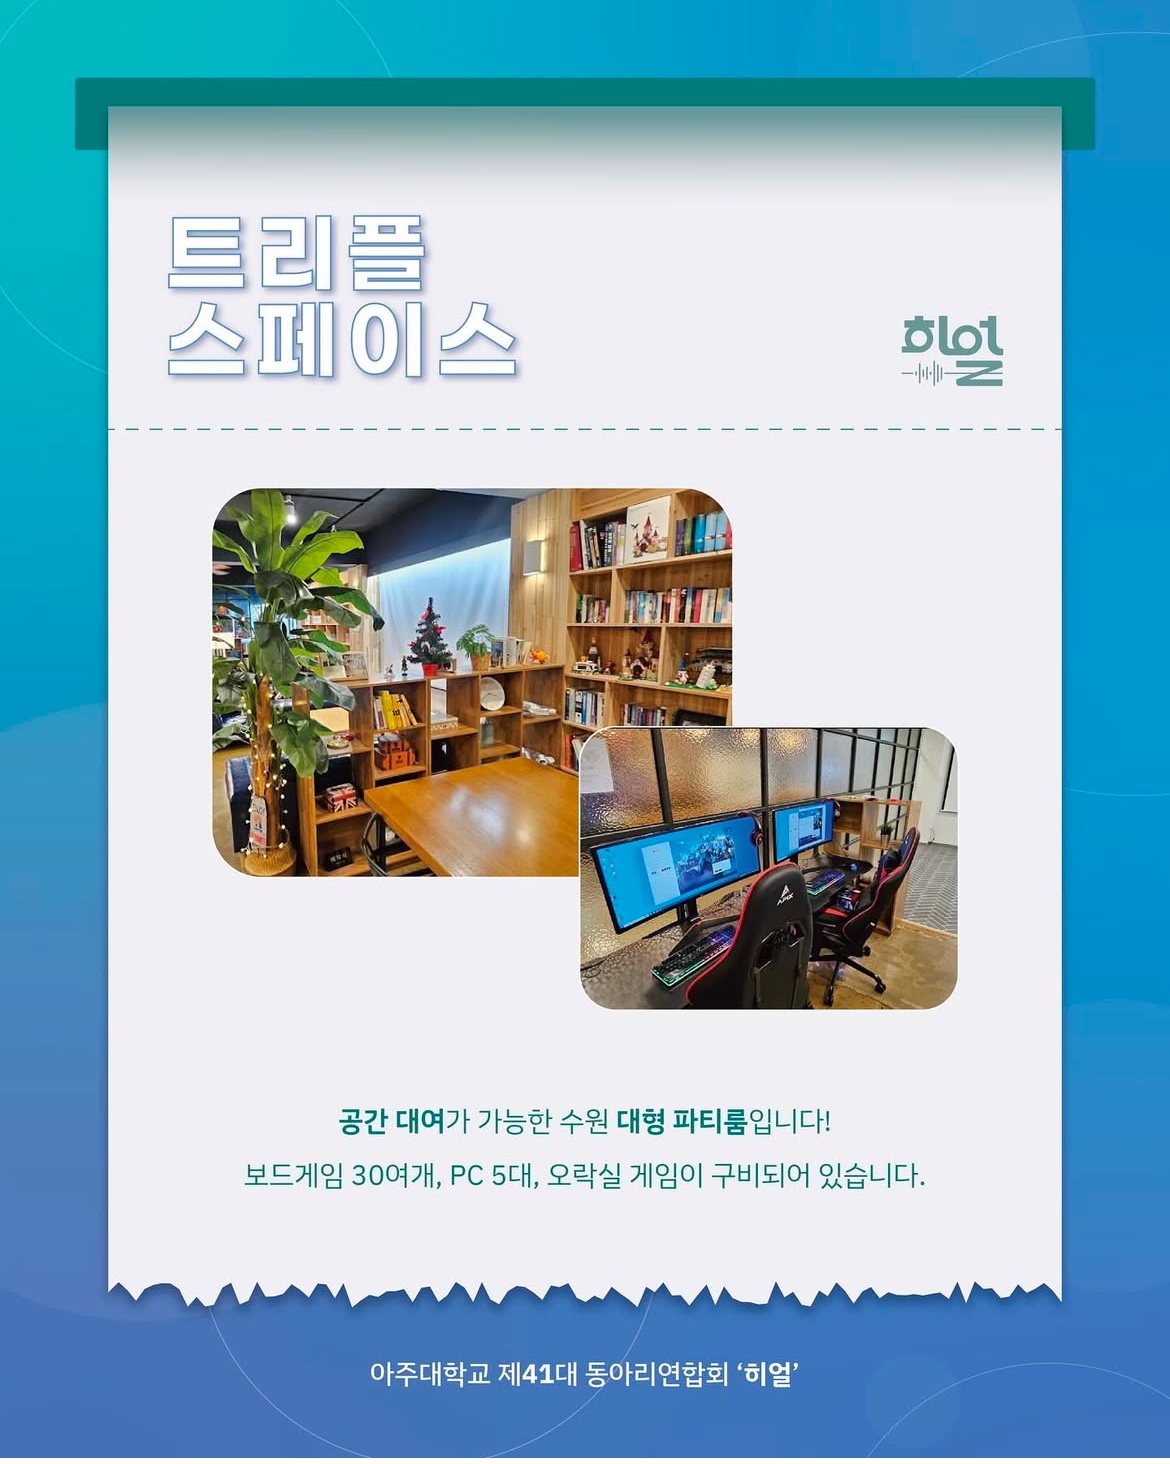 트리플
스페이스
히얼
APIX
공간 대여가 가능한 수원 대형 파티룸입니다!
보드게임 30여개, PC 5대, 오락실 게임이 구비되어 있습니다.
아주대학교 제41대 동아리연합회 ‘히얼’